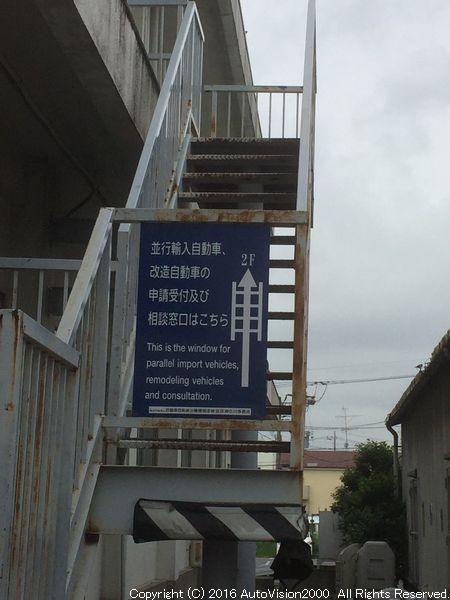 並行輸入自動車、
改造自動車の
申請受付及び
相談窓口はこちら
2F
This is the window for
parallel import vehicles,
remodeling vehicles
and consultation.
Copyright (C) 2016 AutoVision2000 All Rights Reserved.